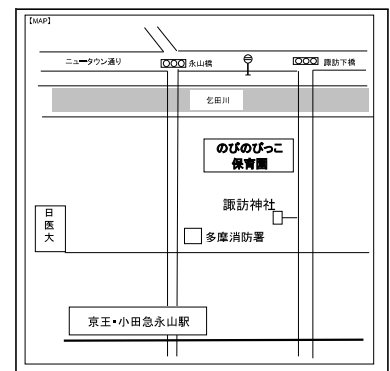 【MAP】
ニュータウン通り
永山橋
諏訪下橋
乞田川
のびのびっこ
保育園
諏訪神社
日
医
大
多摩消防署
京王・小田急永山駅